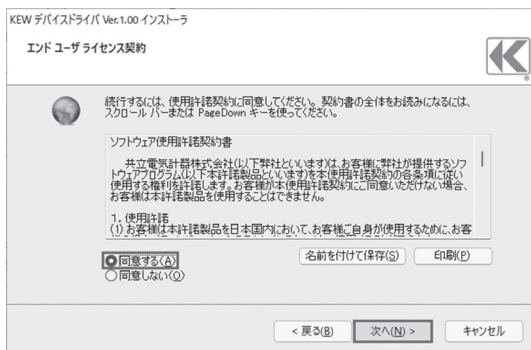 KEW デバイスドライバ Ver.1.00 インストーラ
エンド ユーザ ライセンス契約
続行するには、使用許諾契約に同意してください。契約書の全体をお読みになるには、
スクロール バーまたは PageDown キーを使ってください。
ソフトウェア使用許諾契約書
共立電気計器株式会社(以下弊社といいます)は、お客様に弊社が提供するソフ
トウェアプログラム(以下本許諾製品といいます)を本使用許諾契約の各条項に従い
使用する権利を許諾します。お客様が本使用許諾契約にご同意いただけない場合、
お客様は本許諾製品を使用することはできません。
1. 使用許諾
(1) お客様は本許諾製品を日本国内において、お客様ご自身が使用するために、お客
同意する(A)
同意しない(O)
名前を付けて保存(S)
印刷(P)
< 戻る(B)
次へ(N) >
キャンセル